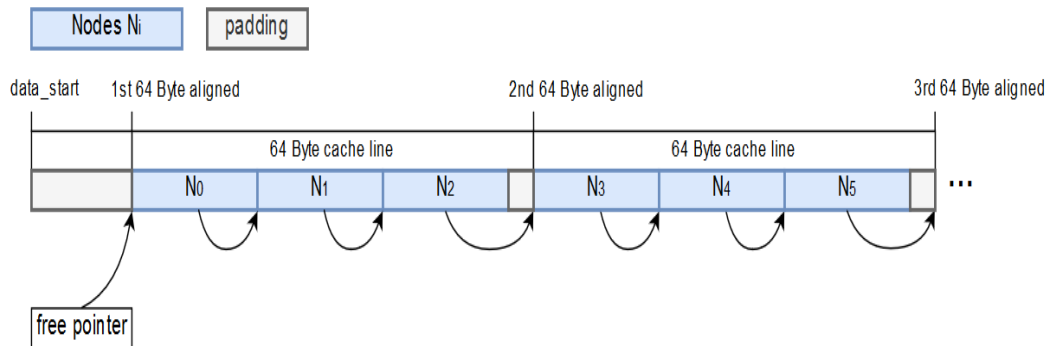 Nodes Ni
padding
data_start
1st 64 Byte aligned
2nd 64 Byte aligned
3rd 64 Byte aligned
64 Byte cache line
64 Byte cache line
N0
N1
N2
N3
N4
N5
...
free pointer